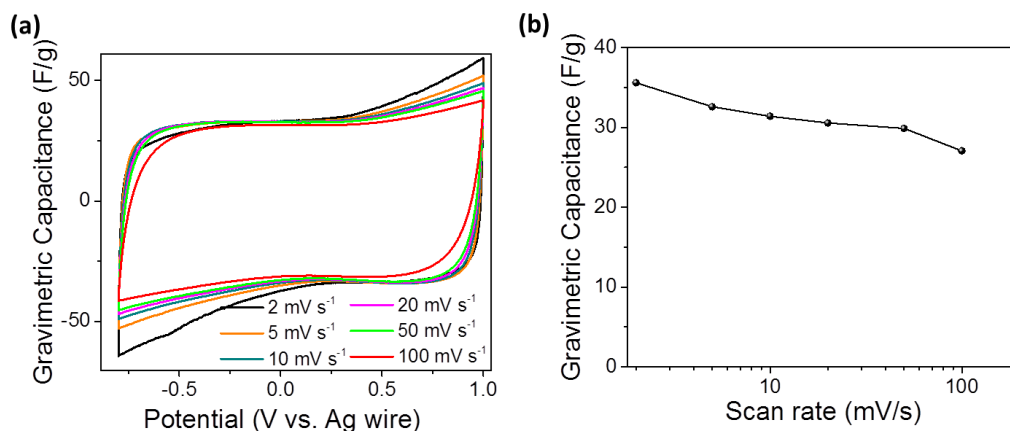 (a)
Gravimetric Capacitance (F/g)
50
0
-50
-0.5
0.0
0.5
1.0
Potential (V vs. Ag wire)
2 mV s⁻¹
5 mV s⁻¹
10 mV s⁻¹
20 mV s⁻¹
50 mV s⁻¹
100 mV s⁻¹
(b)
Gravimetric Capacitance (F/g)
40
30
20
10
0
10
100
Scan rate (mV/s)